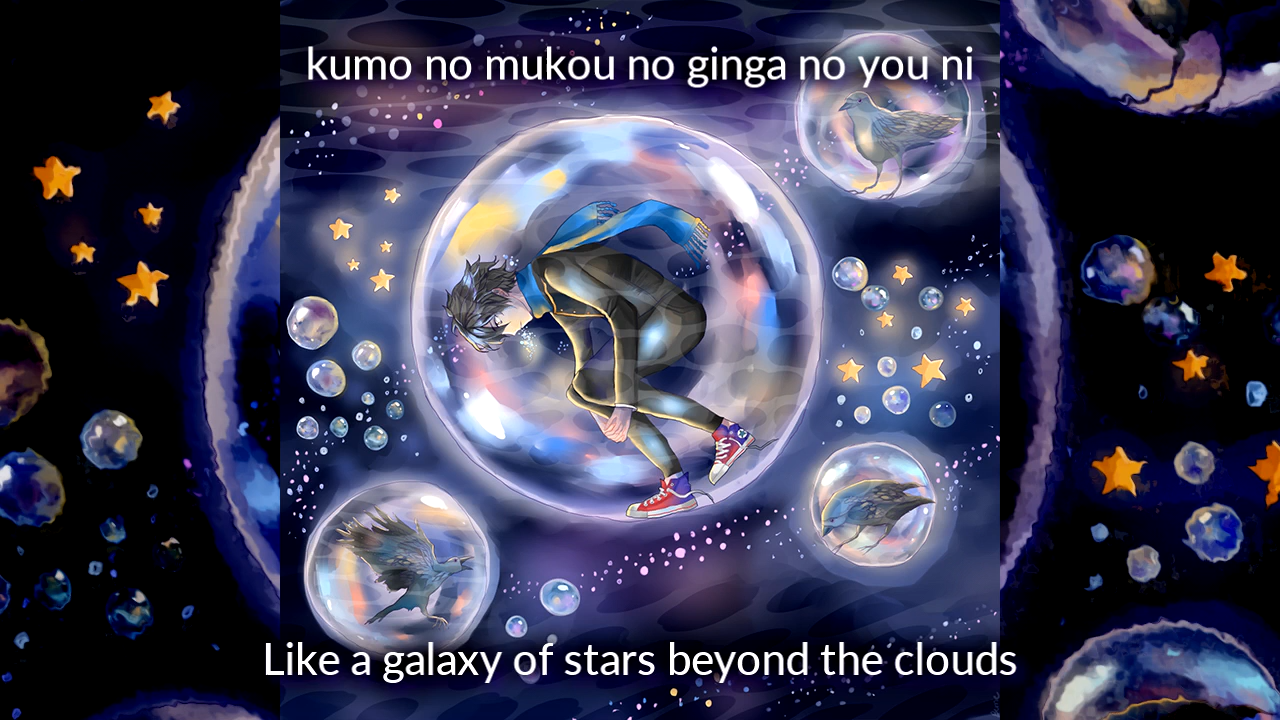 kumo no mukou no ginga no you ni
Like a galaxy of stars beyond the clouds